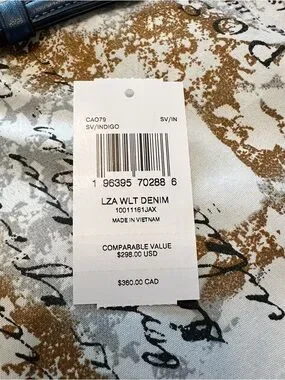 CAO79 SV/IN
SV/INDIGO
1 96395 70288 6
LZA WLT DENIM
10011161JAX
MADE IN VIETNAM
COMPARABLE VALUE
$298.00 USD
$360.00 CAD